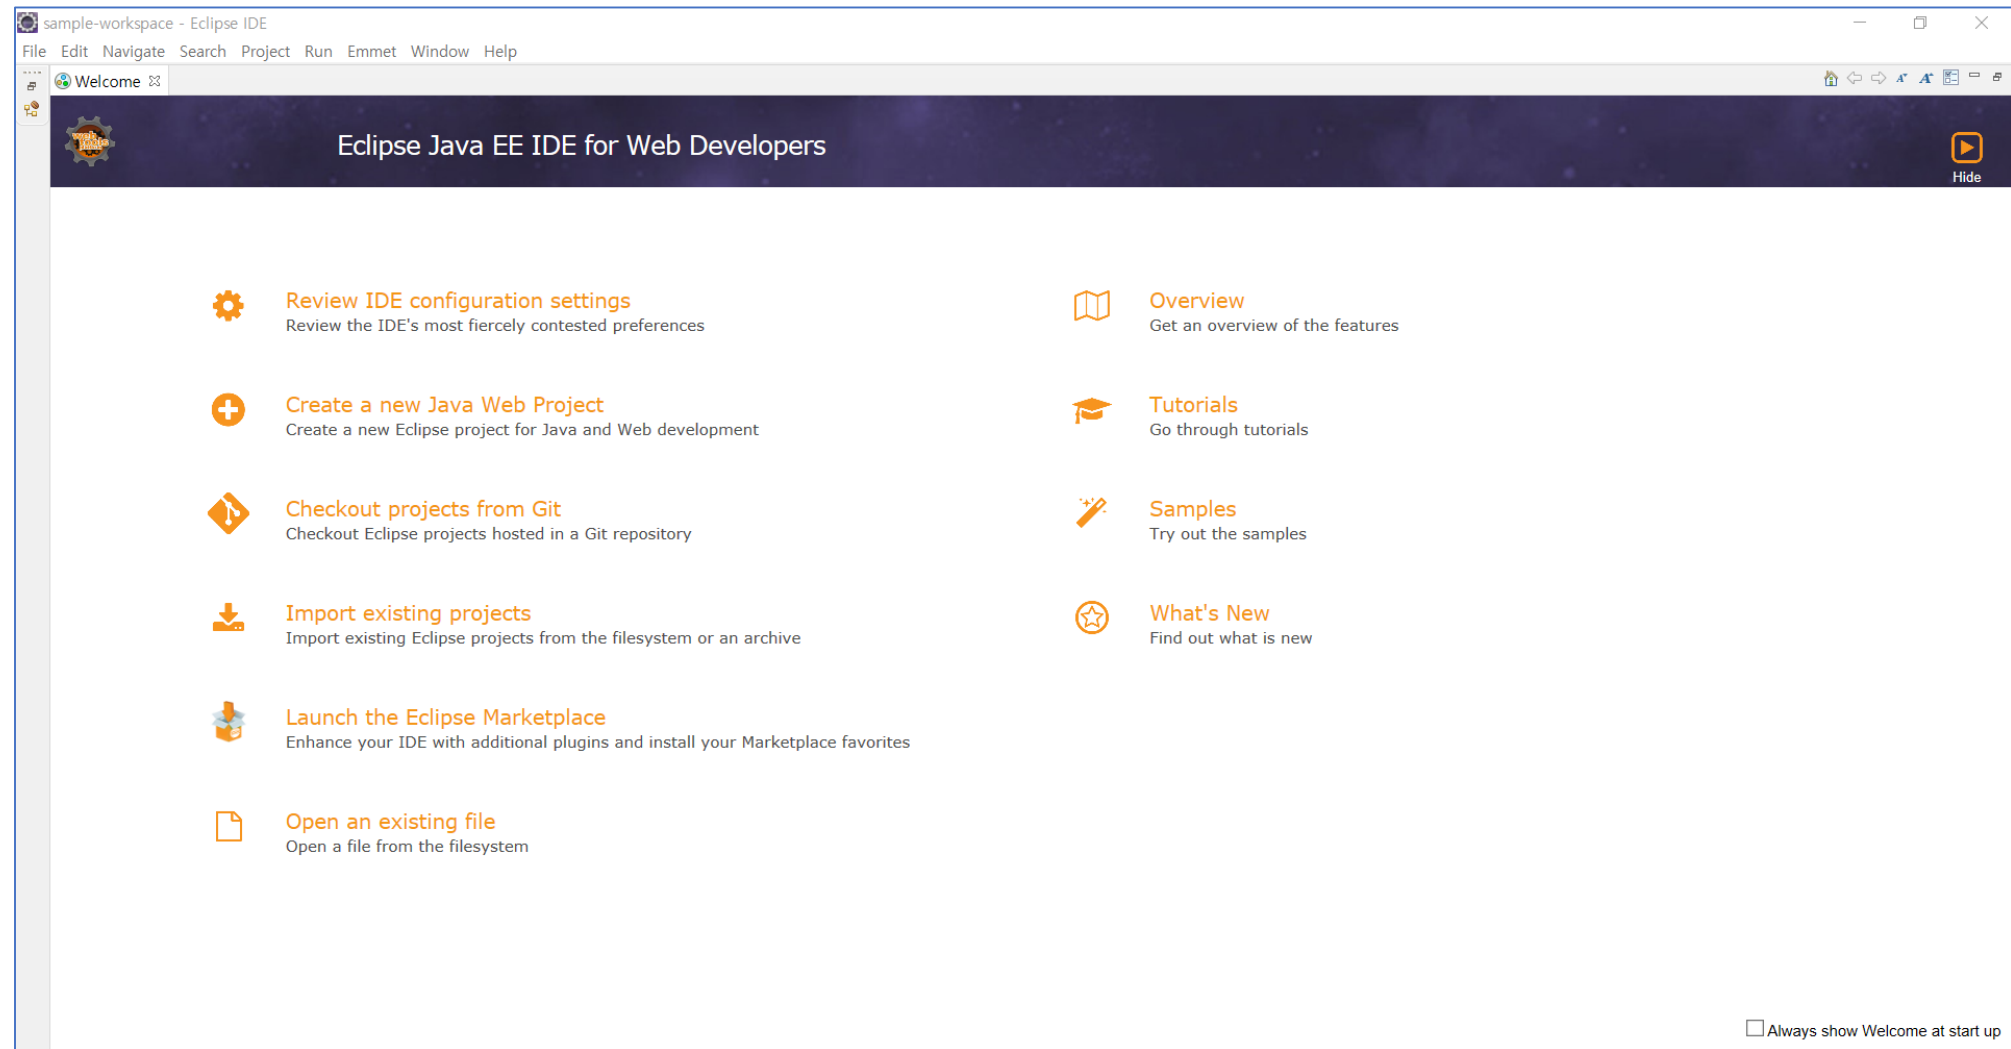 sample-workspace - Eclipse IDE
File Edit Navigate Search Project Run Emmet Window Help
Welcome
Eclipse Java EE IDE for Web Developers
Hide
Review IDE configuration settings
Review the IDE's most fiercely contested preferences
Overview
Get an overview of the features
Create a new Java Web Project
Create a new Eclipse project for Java and Web development
Tutorials
Go through tutorials
Checkout projects from Git
Checkout Eclipse projects hosted in a Git repository
Samples
Try out the samples
Import existing projects
Import existing Eclipse projects from the filesystem or an archive
What's New
Find out what is new
Launch the Eclipse Marketplace
Enhance your IDE with additional plugins and install your Marketplace favorites
Open an existing file
Open a file from the filesystem
Always show Welcome at start up